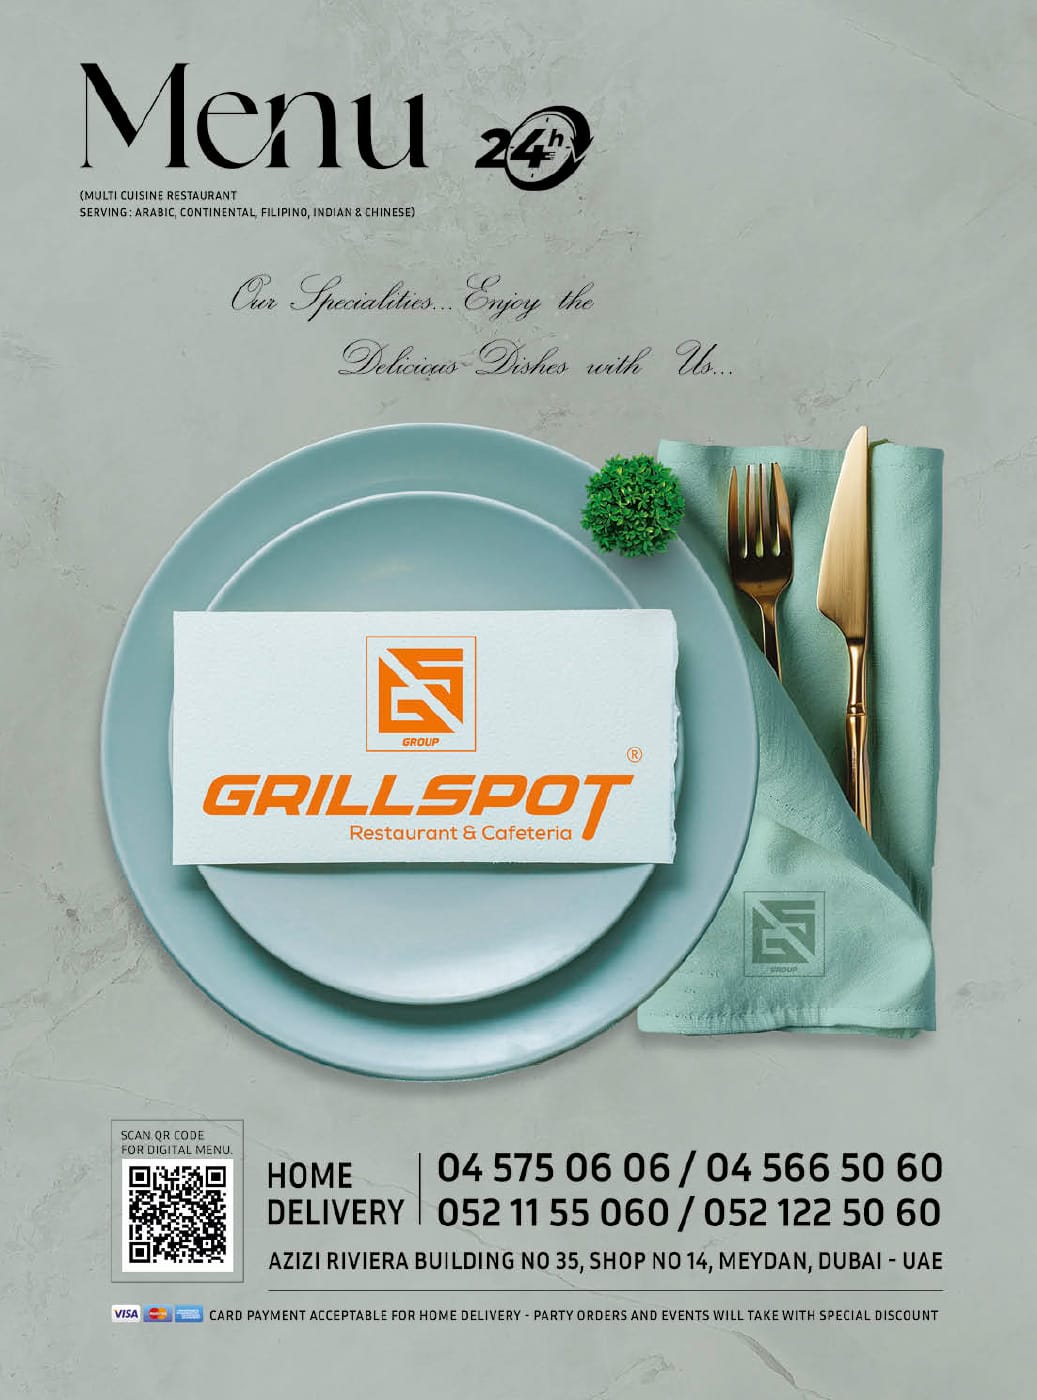 Menu
24h
(MULTI CUISINE RESTAURANT
SERVING: ARABIC, CONTINENTAL, FILIPINO, INDIAN & CHINESE)
Our Specialities... Enjoy the
Delicious Dishes with Us...
GS
GROUP
GRILLSPOT®
Restaurant & Cafeteria
GS
GROUP
SCAN QR CODE
FOR DIGITAL MENU.
HOME
DELIVERY
04 575 06 06 / 04 566 50 60
052 11 55 060 / 052 122 50 60
AZIZI RIVIERA BUILDING NO 35, SHOP NO 14, MEYDAN, DUBAI - UAE
VISA
CARD PAYMENT ACCEPTABLE FOR HOME DELIVERY - PARTY ORDERS AND EVENTS WILL TAKE WITH SPECIAL DISCOUNT